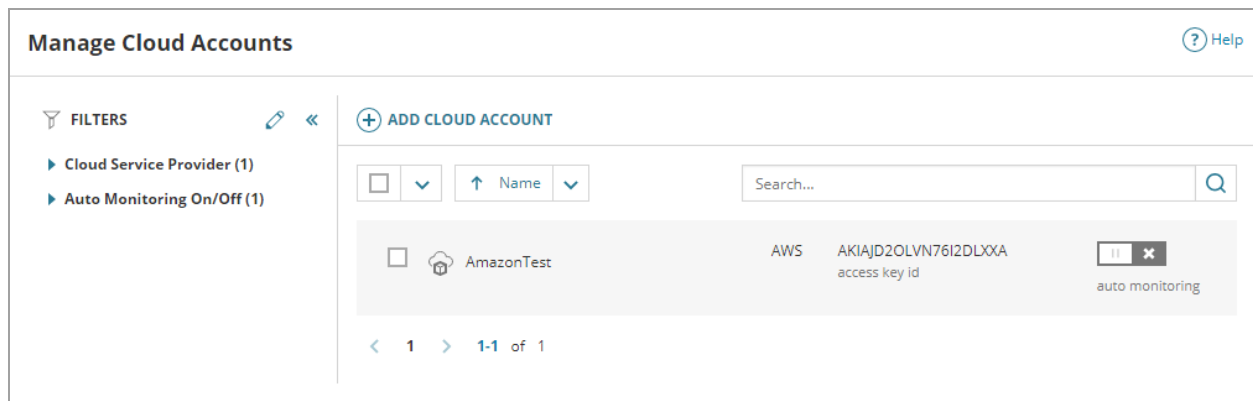 Manage Cloud Accounts
? Help
FILTERS
Cloud Service Provider (1)
Auto Monitoring On/Off (1)
ADD CLOUD ACCOUNT
Name
Search...
AmazonTest
AWS
AKIAJD2OLVN76I2DLXXA
access key id
auto monitoring
1
1-1 of 1